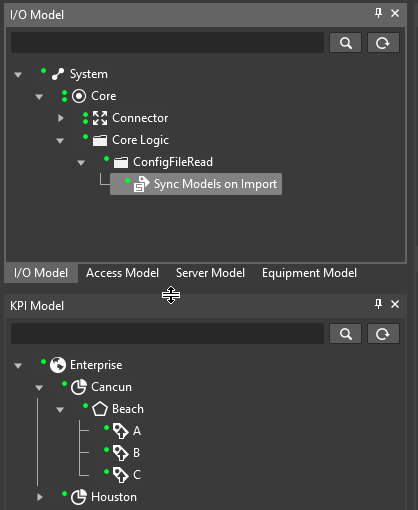 I/O Model
System
Core
Connector
Core Logic
ConfigFileRead
Sync Models on Import
I/O Model Access Model Server Model Equipment Model
KPI Model
Enterprise
Cancun
Beach
A
B
C
Houston